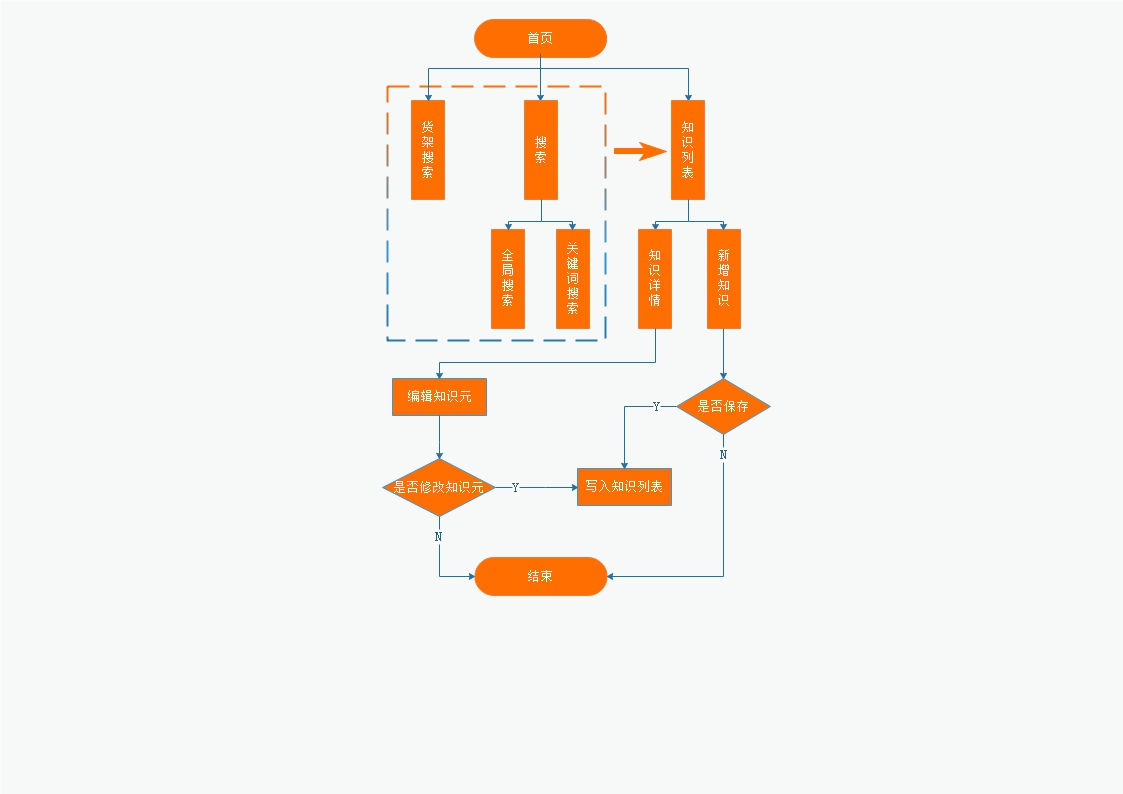 首页
货架搜索
搜索
知识列表
全局搜索
关键词搜索
知识详情
新增知识
编辑知识元
是否保存
Y
N
是否修改知识元
Y
写入知识列表
N
结束